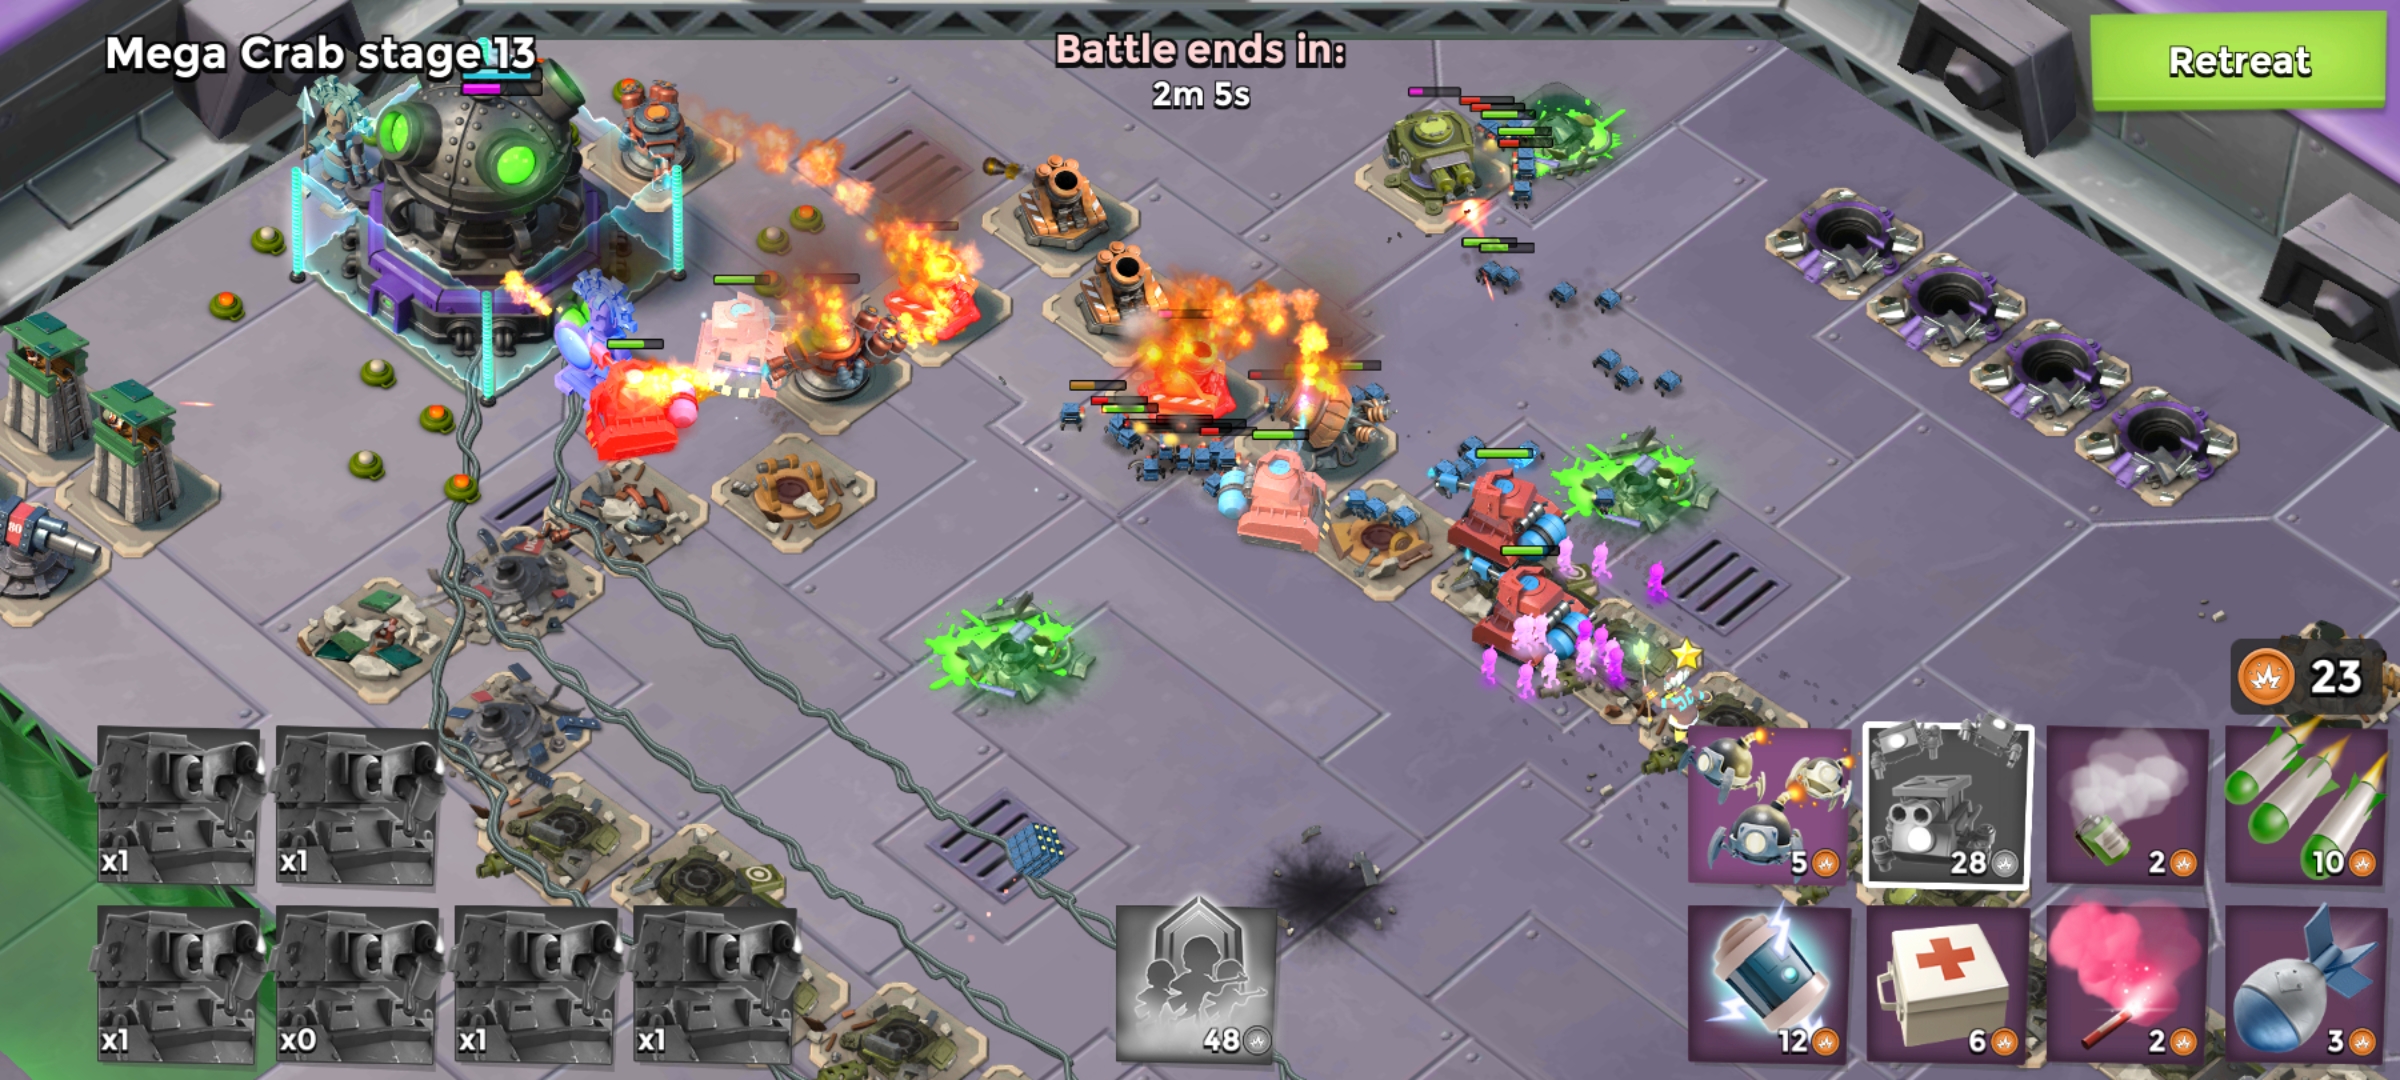 Mega Crab stage 13
Battle ends in:
2m 5s
Retreat
80
23
x1
x1
5
28
2
10
x1
x0
x1
x1
48
12
6
2
3